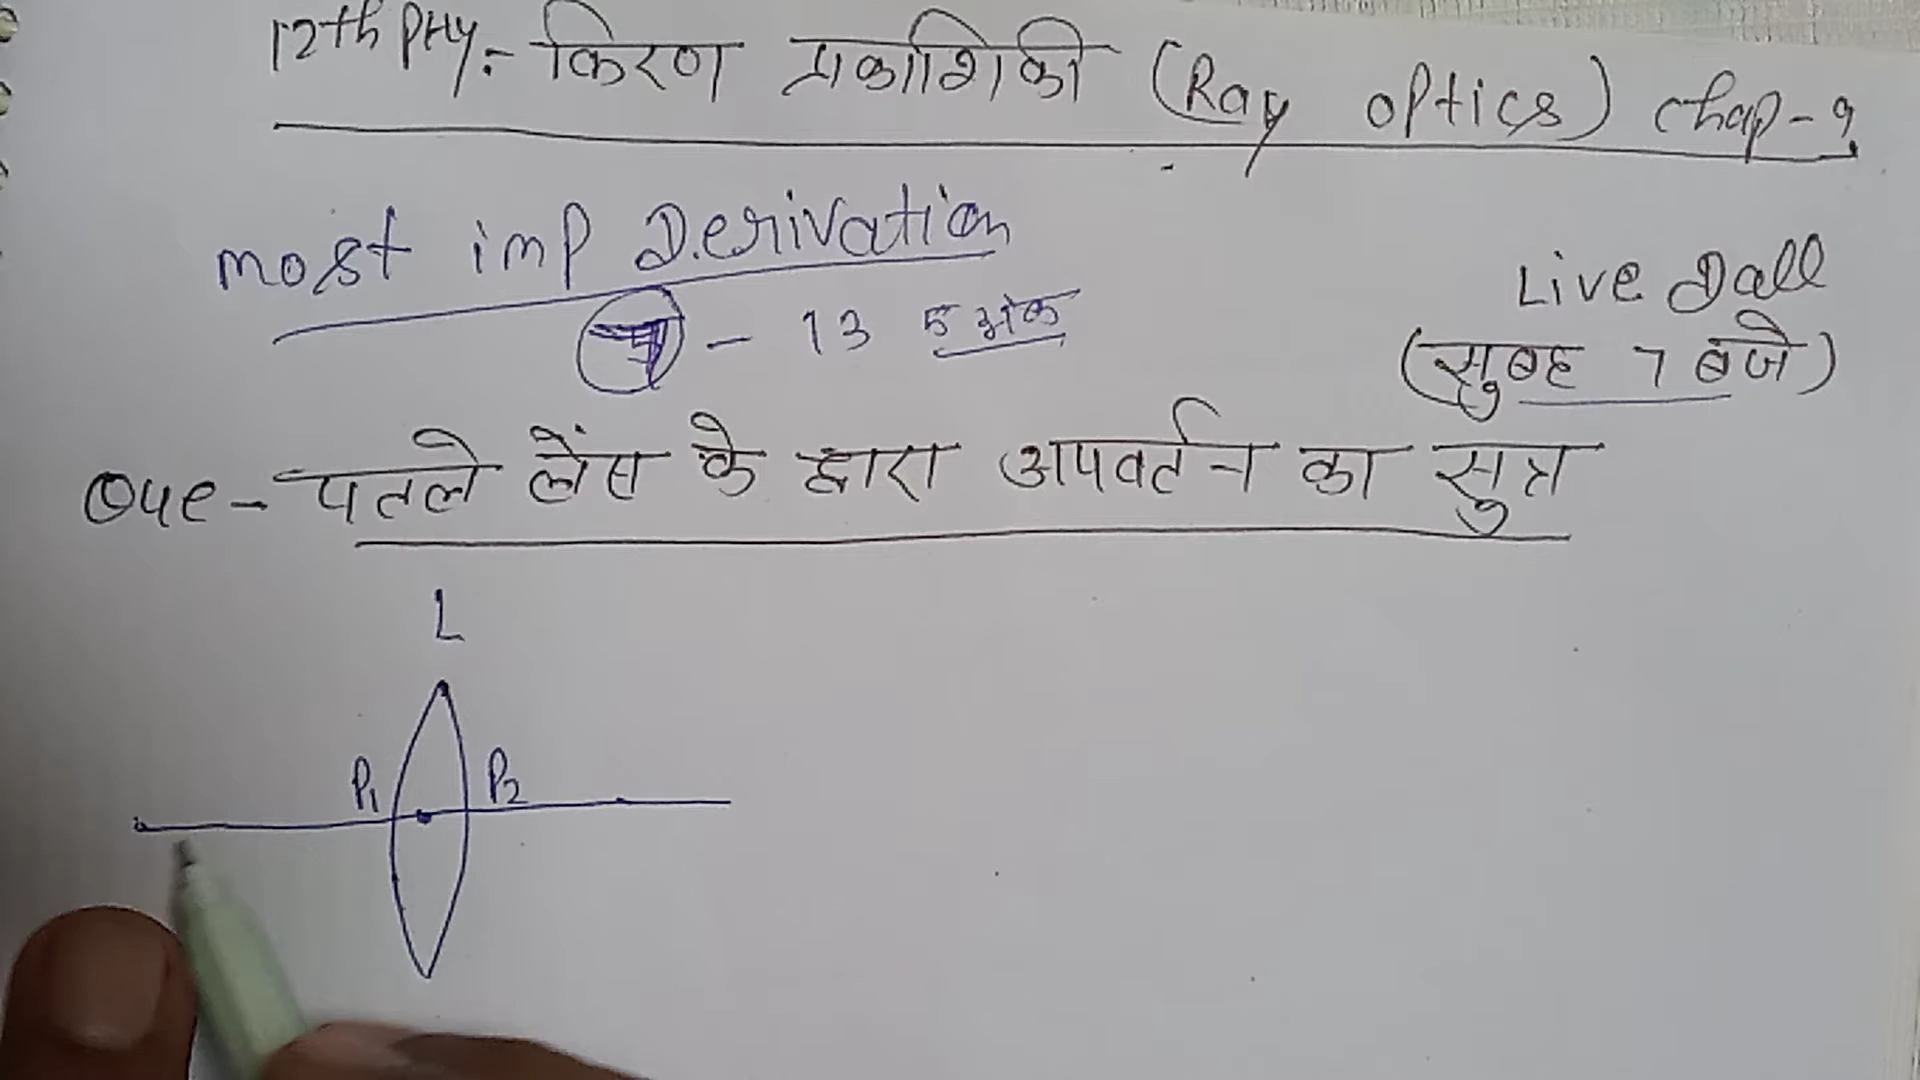 12th PHY:- किरण प्रकाशिकी (Ray optics) chap-9
most imp Derivation
- 13 अंक
Live Dall
(सुबह 7 बजे)
Que- पतले लेंस के द्वारा अपवर्तन का सुत्र
L
P1 P2